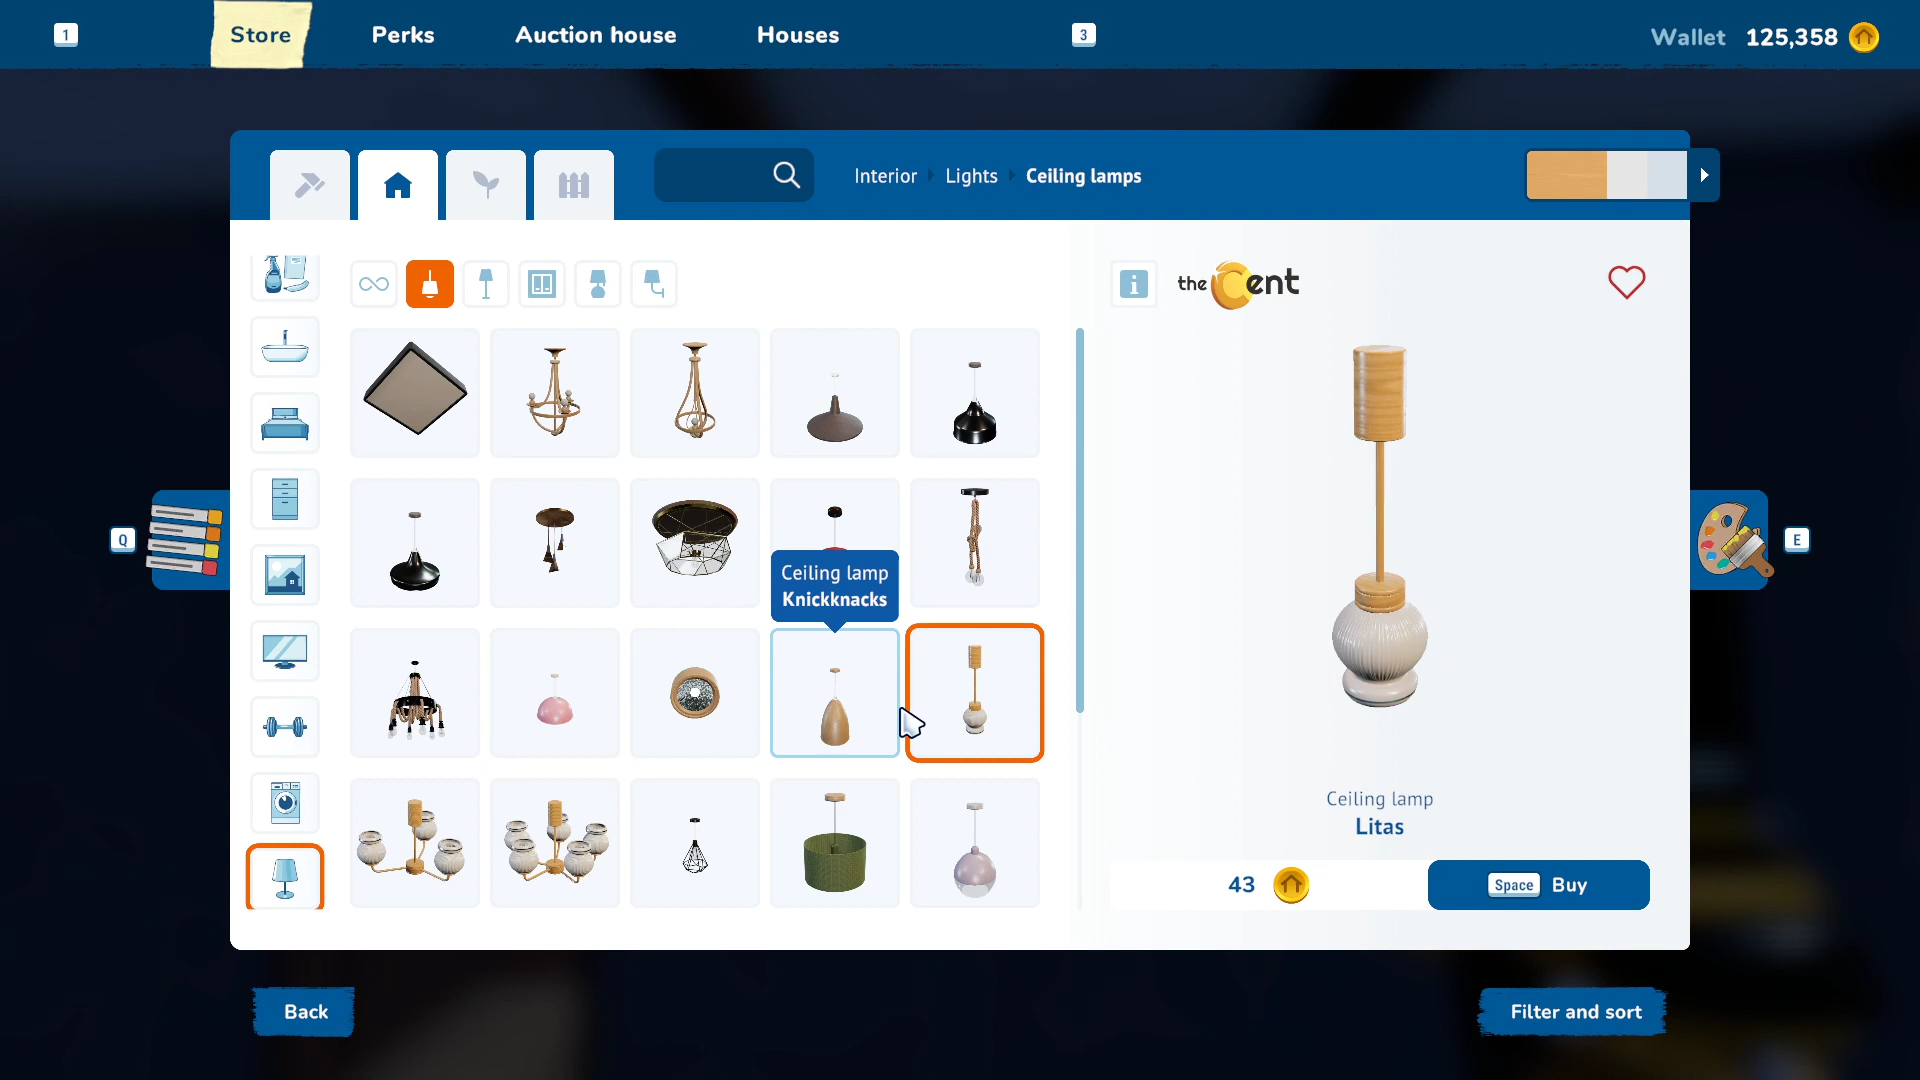 1
Store
Perks
Auction house
Houses
3
Wallet 125,358
Interior
Lights
Ceiling lamps
i
the Cent
Q
E
Ceiling lamp
Knickknacks
Ceiling lamp
Litas
43
Space Buy
Back
Filter and sort